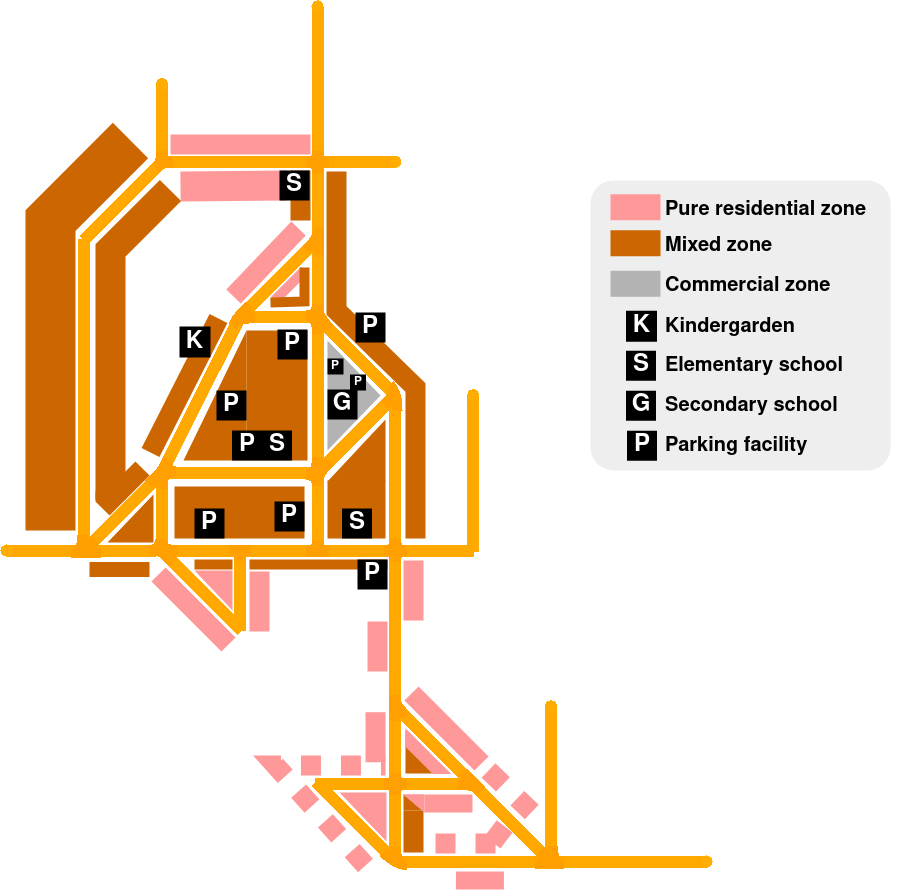 S
Pure residential zone
Mixed zone
Commercial zone
K Kindergarden
S Elementary school
G Secondary school
P Parking facility
P
K
P
P
P
P
G
P S
P
P
S
P